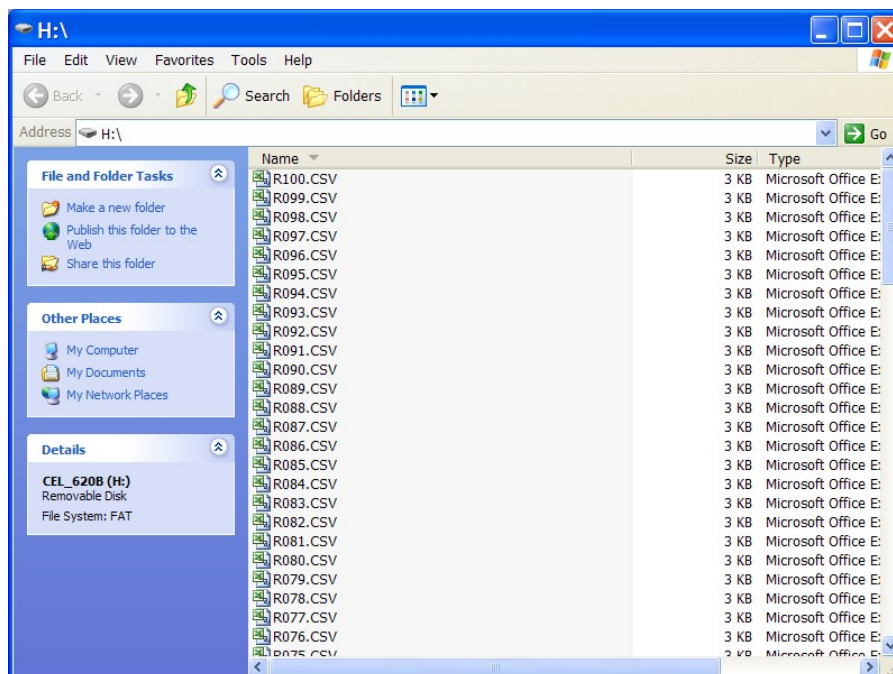 H:\
File Edit View Favorites Tools Help
Back Search Folders
Address H:\ Go
File and Folder Tasks
Make a new folder
Publish this folder to the
Web
Share this folder
Other Places
My Computer
My Documents
My Network Places
Details
CEL_620B (H:)
Removable Disk
File System: FAT
Name Size Type
R100.CSV 3 KB Microsoft Office E
R099.CSV 3 KB Microsoft Office E
R098.CSV 3 KB Microsoft Office E
R097.CSV 3 KB Microsoft Office E
R096.CSV 3 KB Microsoft Office E
R095.CSV 3 KB Microsoft Office E
R094.CSV 3 KB Microsoft Office E
R093.CSV 3 KB Microsoft Office E
R092.CSV 3 KB Microsoft Office E
R091.CSV 3 KB Microsoft Office E
R090.CSV 3 KB Microsoft Office E
R089.CSV 3 KB Microsoft Office E
R088.CSV 3 KB Microsoft Office E
R087.CSV 3 KB Microsoft Office E
R086.CSV 3 KB Microsoft Office E
R085.CSV 3 KB Microsoft Office E
R084.CSV 3 KB Microsoft Office E
R083.CSV 3 KB Microsoft Office E
R082.CSV 3 KB Microsoft Office E
R081.CSV 3 KB Microsoft Office E
R080.CSV 3 KB Microsoft Office E
R079.CSV 3 KB Microsoft Office E
R078.CSV 3 KB Microsoft Office E
R077.CSV 3 KB Microsoft Office E
R076.CSV 3 KB Microsoft Office E
R075.CSV 3 KB Microsoft Office E